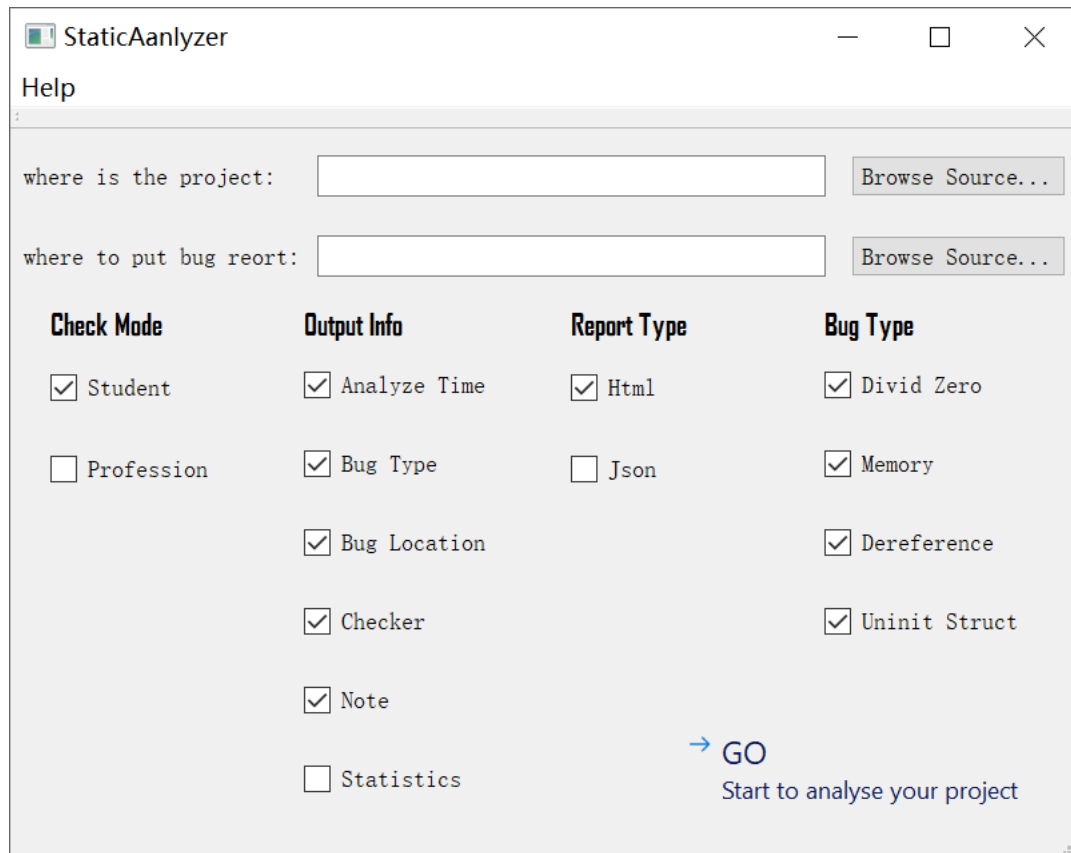 StaticAanlyzer
Help
where is the project:
Browse Source...
where to put bug reort:
Browse Source...
Check Mode
Output Info
Report Type
Bug Type
Student
Analyze Time
Html
Divid Zero
Profession
Bug Type
Json
Memory
Bug Location
Dereference
Checker
Uninit Struct
Note
GO
Statistics
Start to analyse your project